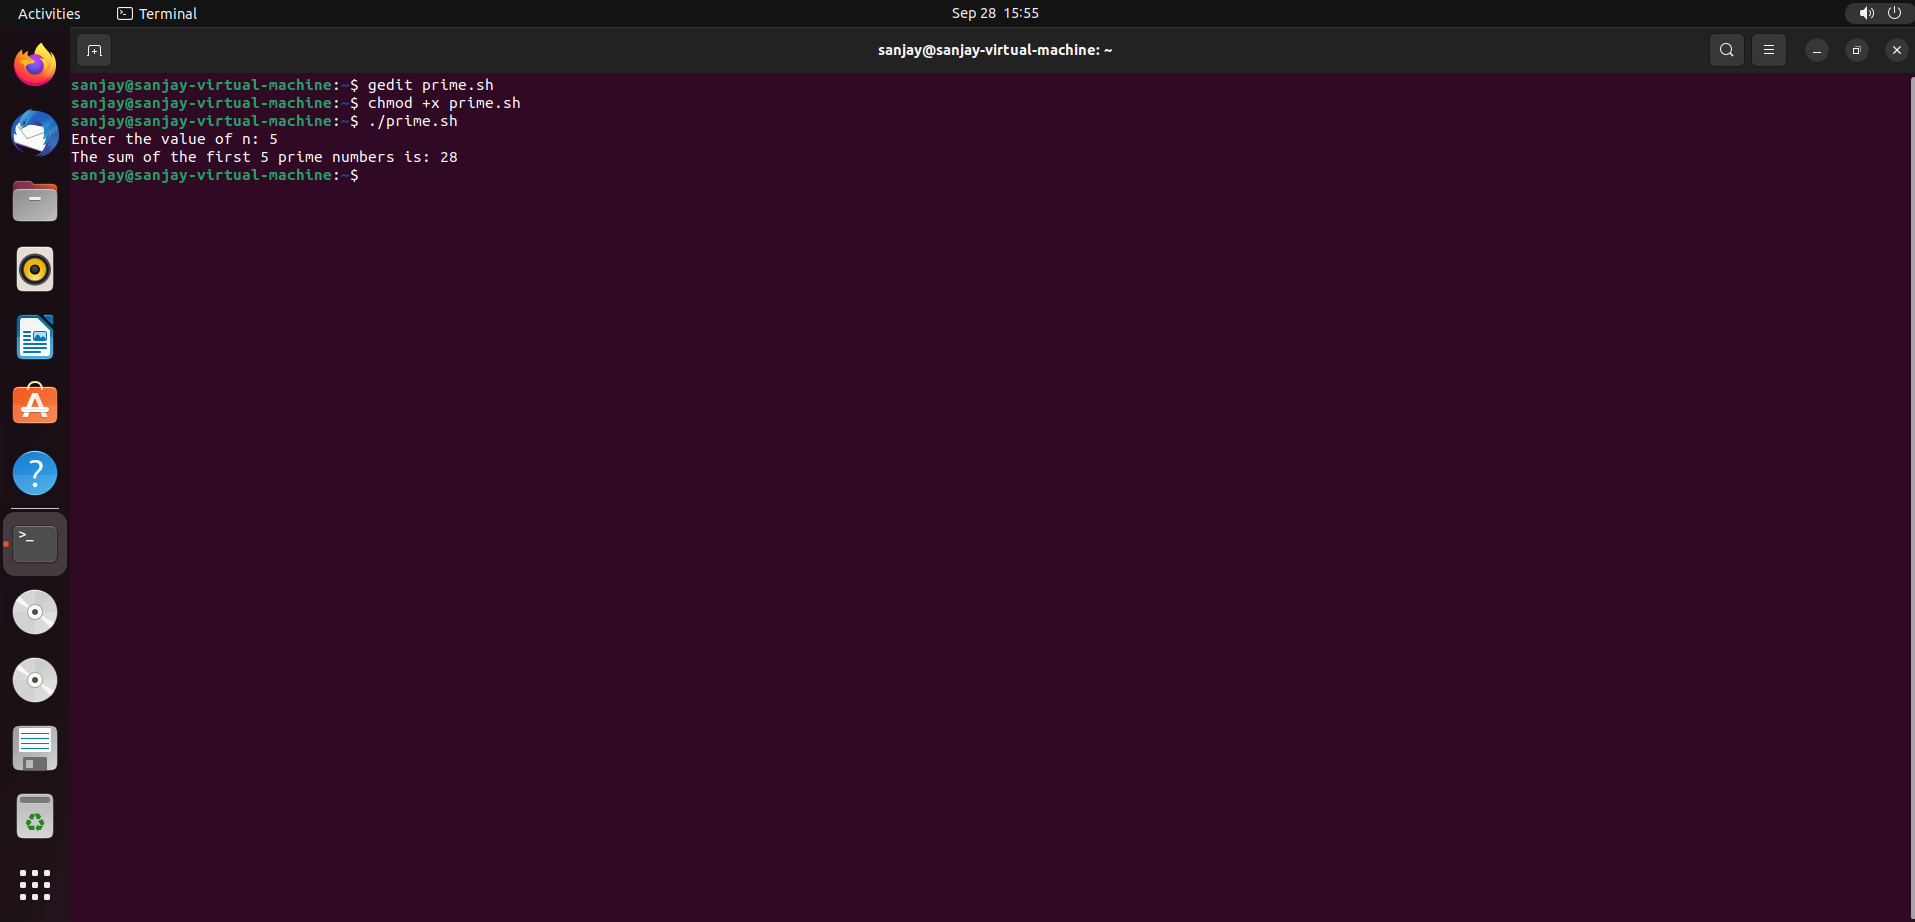 Activities Terminal Sep 28 15:55
sanjay@sanjay-virtual-machine: ~
sanjay@sanjay-virtual-machine:~$ gedit prime.sh
sanjay@sanjay-virtual-machine:~$ chmod +x prime.sh
sanjay@sanjay-virtual-machine:~$ ./prime.sh
Enter the value of n: 5
The sum of the first 5 prime numbers is: 28
sanjay@sanjay-virtual-machine:~$